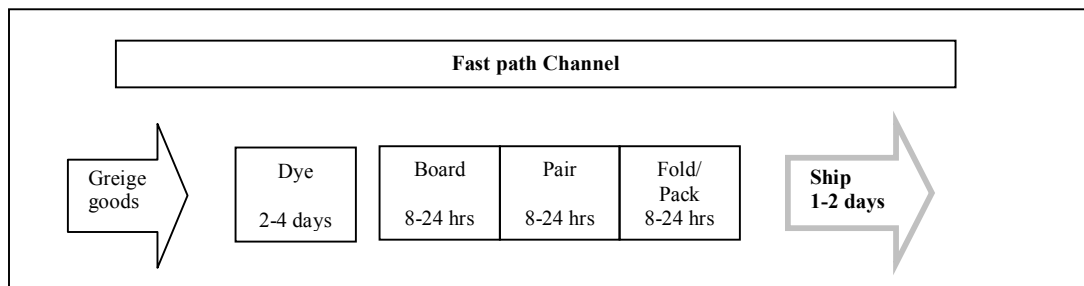 Fast path Channel
Greige
goods
Dye
2-4 days
Board
8-24 hrs
Pair
8-24 hrs
Fold/
Pack
8-24 hrs
Ship
1-2 days